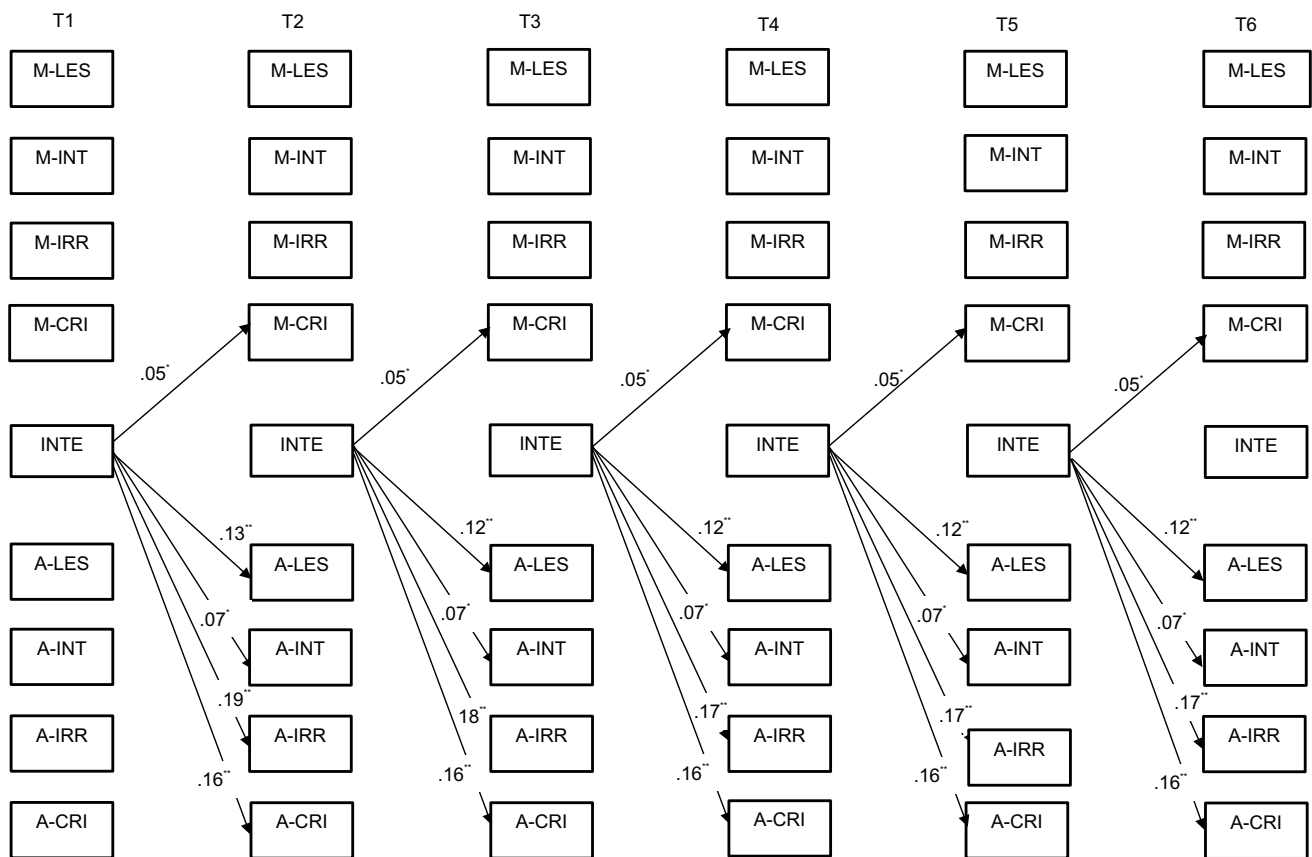 T1 T2 T3 T4 T5 T6
M-LES M-LES M-LES M-LES M-LES M-LES
M-INT M-INT M-INT M-INT M-INT M-INT
M-IRR M-IRR M-IRR M-IRR M-IRR M-IRR
M-CRI M-CRI M-CRI M-CRI M-CRI M-CRI
.05* .05* .05* .05* .05*
INTE INTE INTE INTE INTE INTE
.13** .12** .12** .12** .12**
A-LES A-LES A-LES A-LES A-LES A-LES
.07* .07* .07* .07* .07*
A-INT A-INT A-INT A-INT A-INT A-INT
.19** 18** .17** .17** .17**
A-IRR A-IRR A-IRR A-IRR A-IRR A-IRR
.16** .16** .16** .16** .16**
A-CRI A-CRI A-CRI A-CRI A-CRI A-CRI